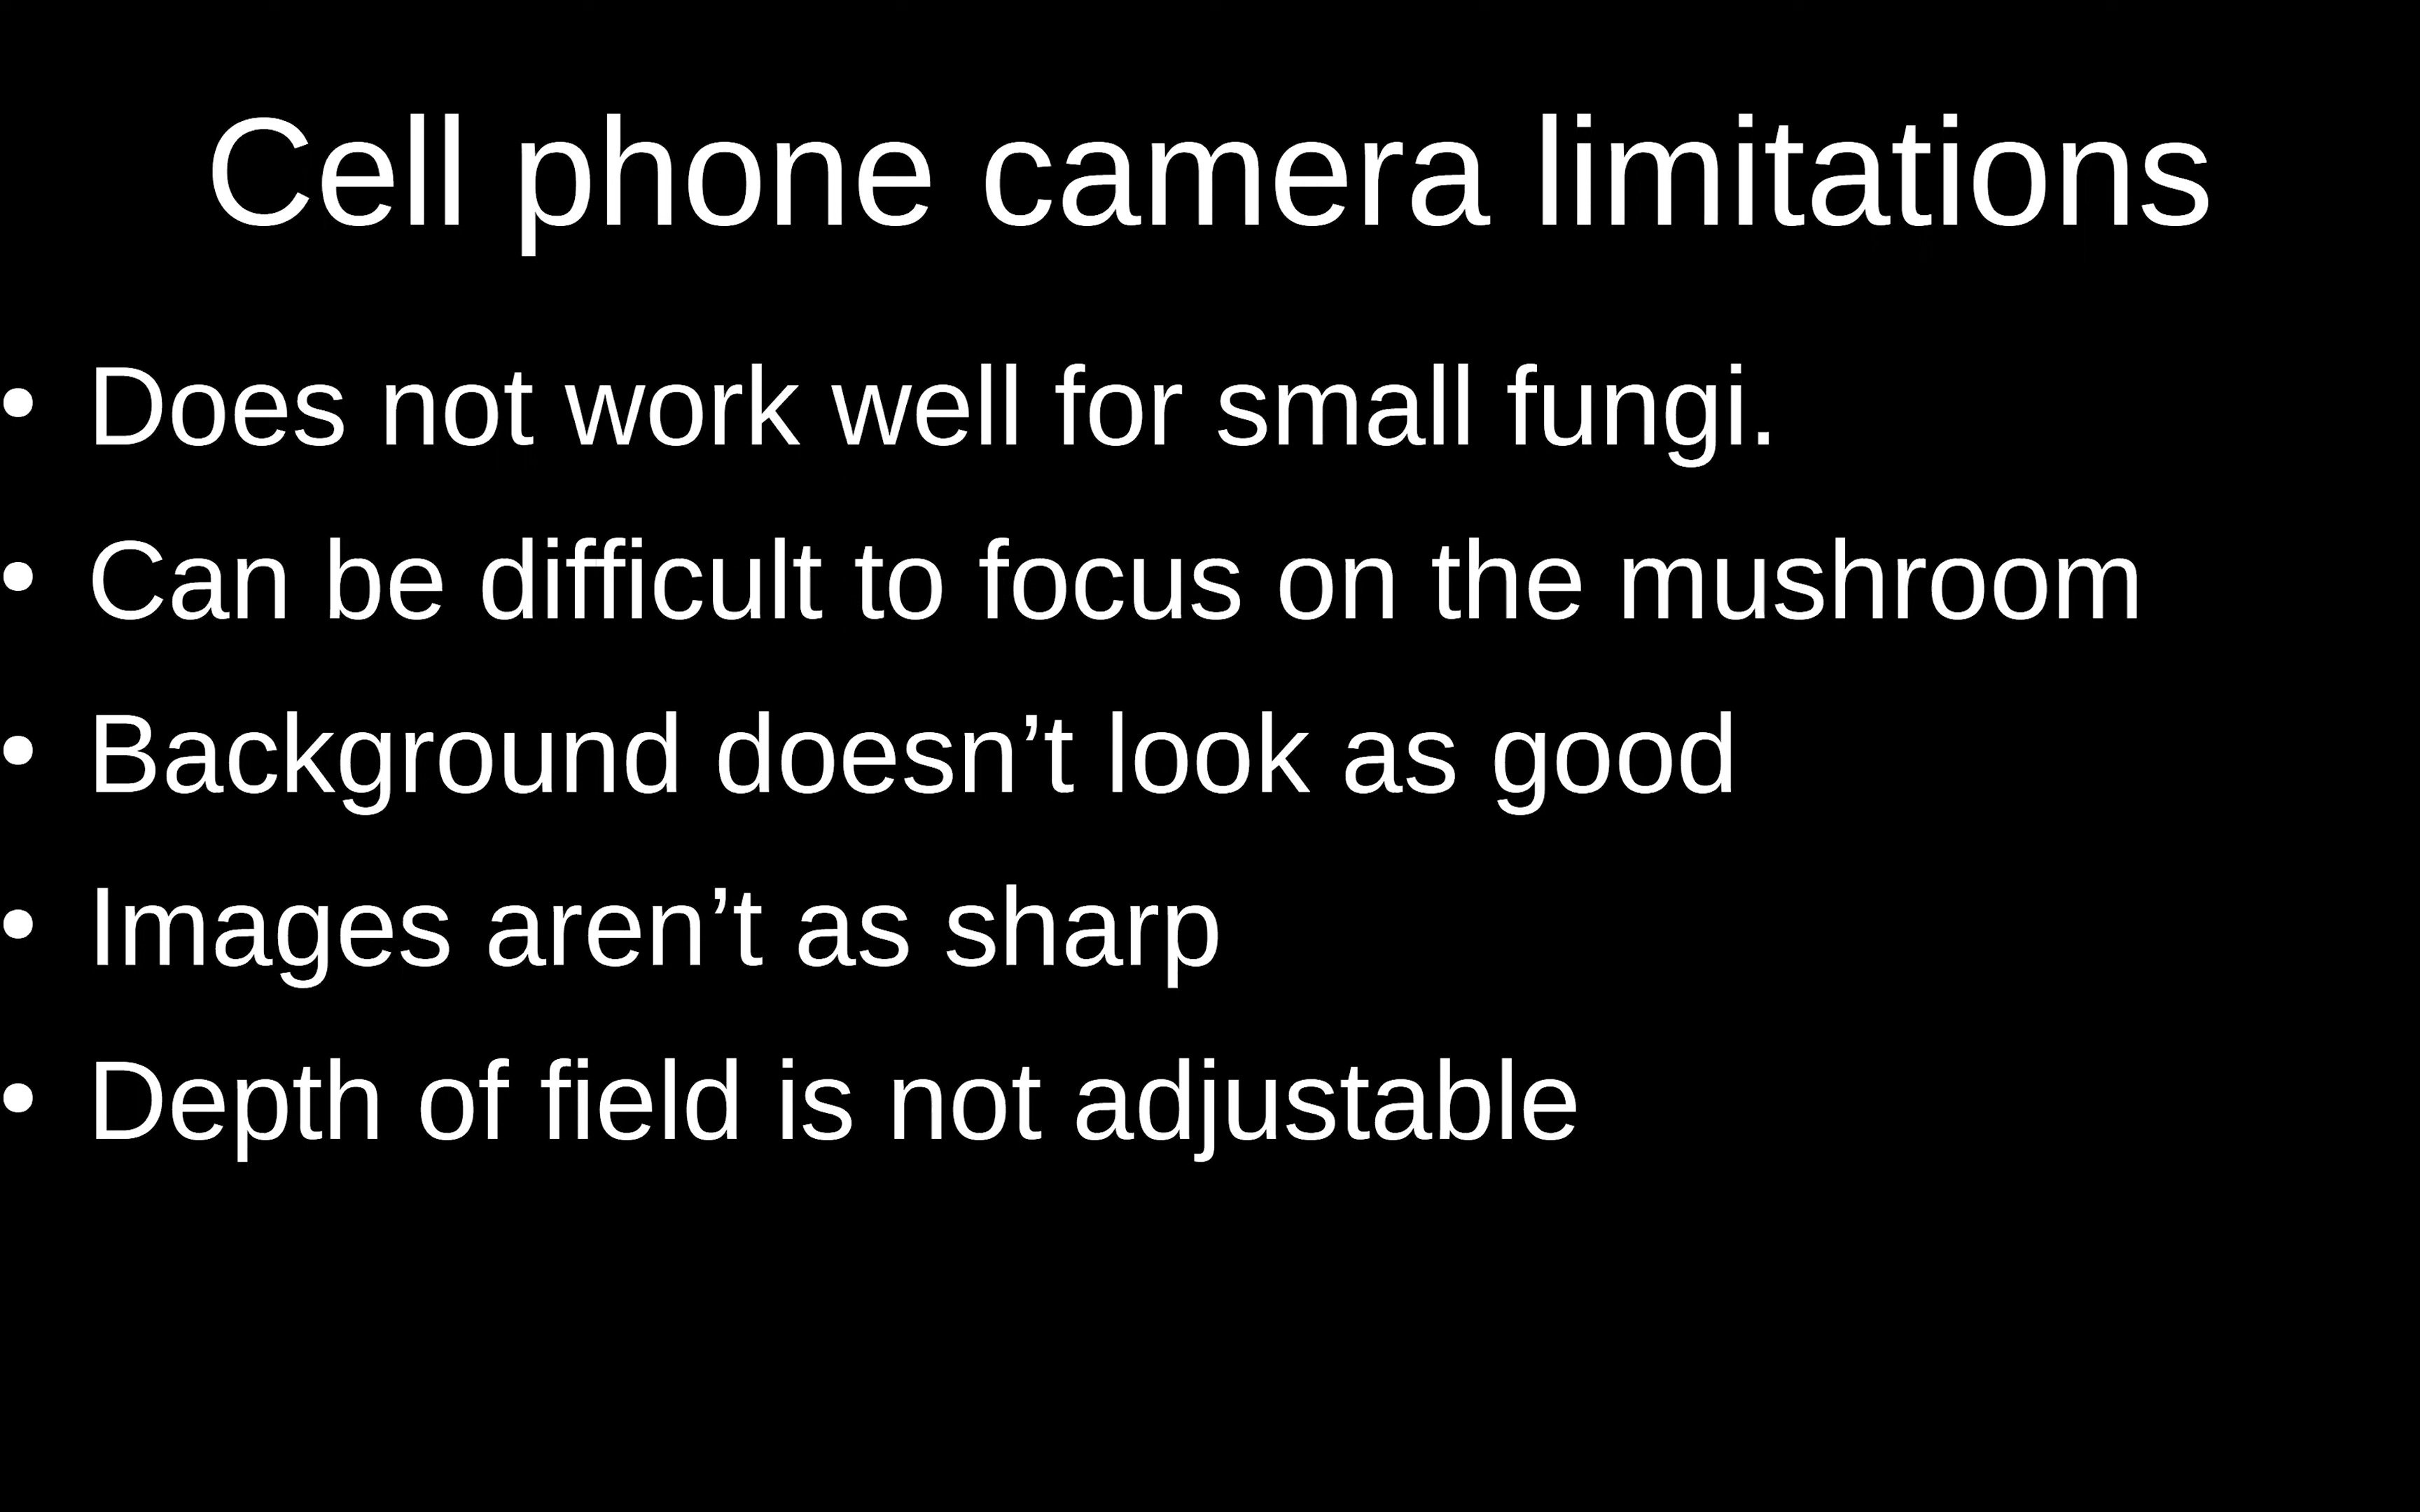 Cell phone camera limitations
• Does not work well for small fungi.
• Can be difficult to focus on the mushroom
• Background doesn’t look as good
• Images aren’t as sharp
• Depth of field is not adjustable